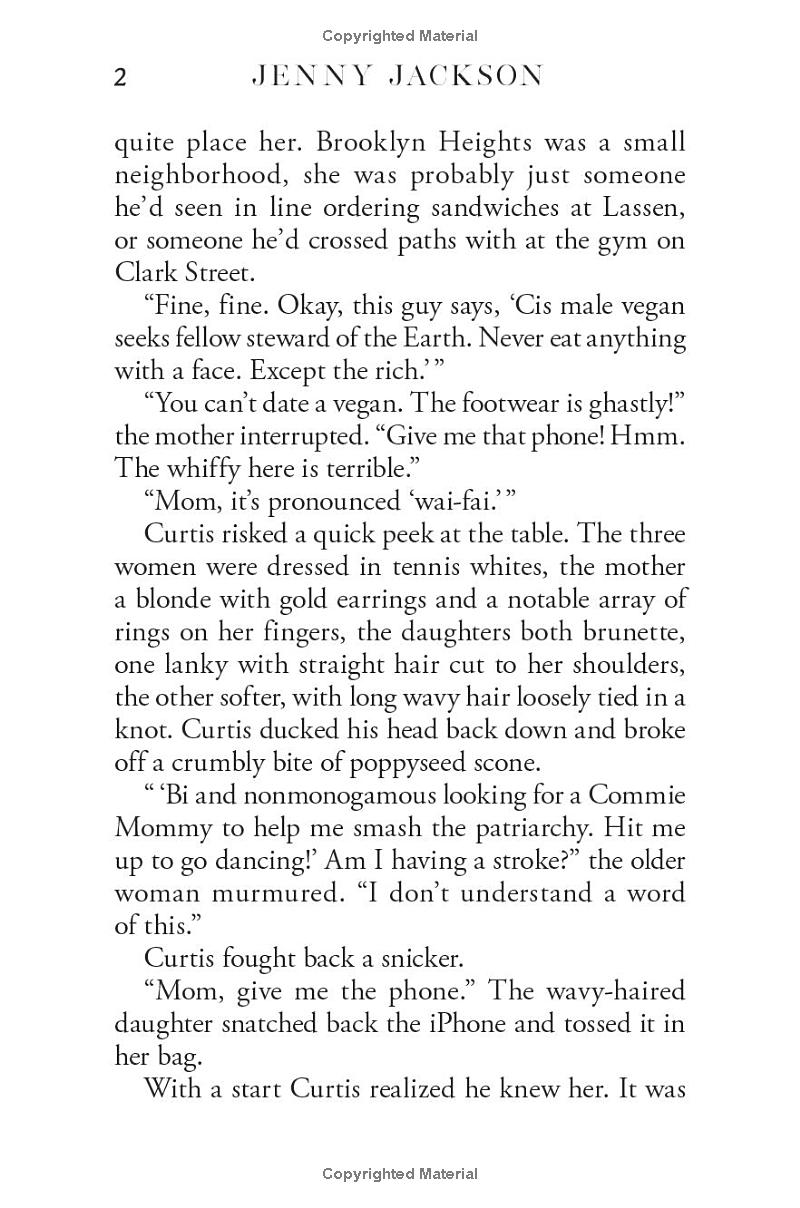 Copyrighted Material
2 JENNY JACKSON
quite place her. Brooklyn Heights was a small
neighborhood, she was probably just someone
he’d seen in line ordering sandwiches at Lassen,
or someone he’d crossed paths with at the gym on
Clark Street.
“Fine, fine. Okay, this guy says, ‘Cis male vegan
seeks fellow steward of the Earth. Never eat anything
with a face. Except the rich.’ ”
“You can’t date a vegan. The footwear is ghastly!”
the mother interrupted. “Give me that phone! Hmm.
The whiffy here is terrible.”
“Mom, it’s pronounced ‘wai-fai.’ ”
Curtis risked a quick peek at the table. The three
women were dressed in tennis whites, the mother
a blonde with gold earrings and a notable array of
rings on her fingers, the daughters both brunette,
one lanky with straight hair cut to her shoulders,
the other softer, with long wavy hair loosely tied in a
knot. Curtis ducked his head back down and broke
off a crumbly bite of poppyseed scone.
“ ‘Bi and nonmonogamous looking for a Commie
Mommy to help me smash the patriarchy. Hit me
up to go dancing!’ Am I having a stroke?” the older
woman murmured. “I don’t understand a word
of this.”
Curtis fought back a snicker.
“Mom, give me the phone.” The wavy-haired
daughter snatched back the iPhone and tossed it in
her bag.
With a start Curtis realized he knew her. It was
Copyrighted Material